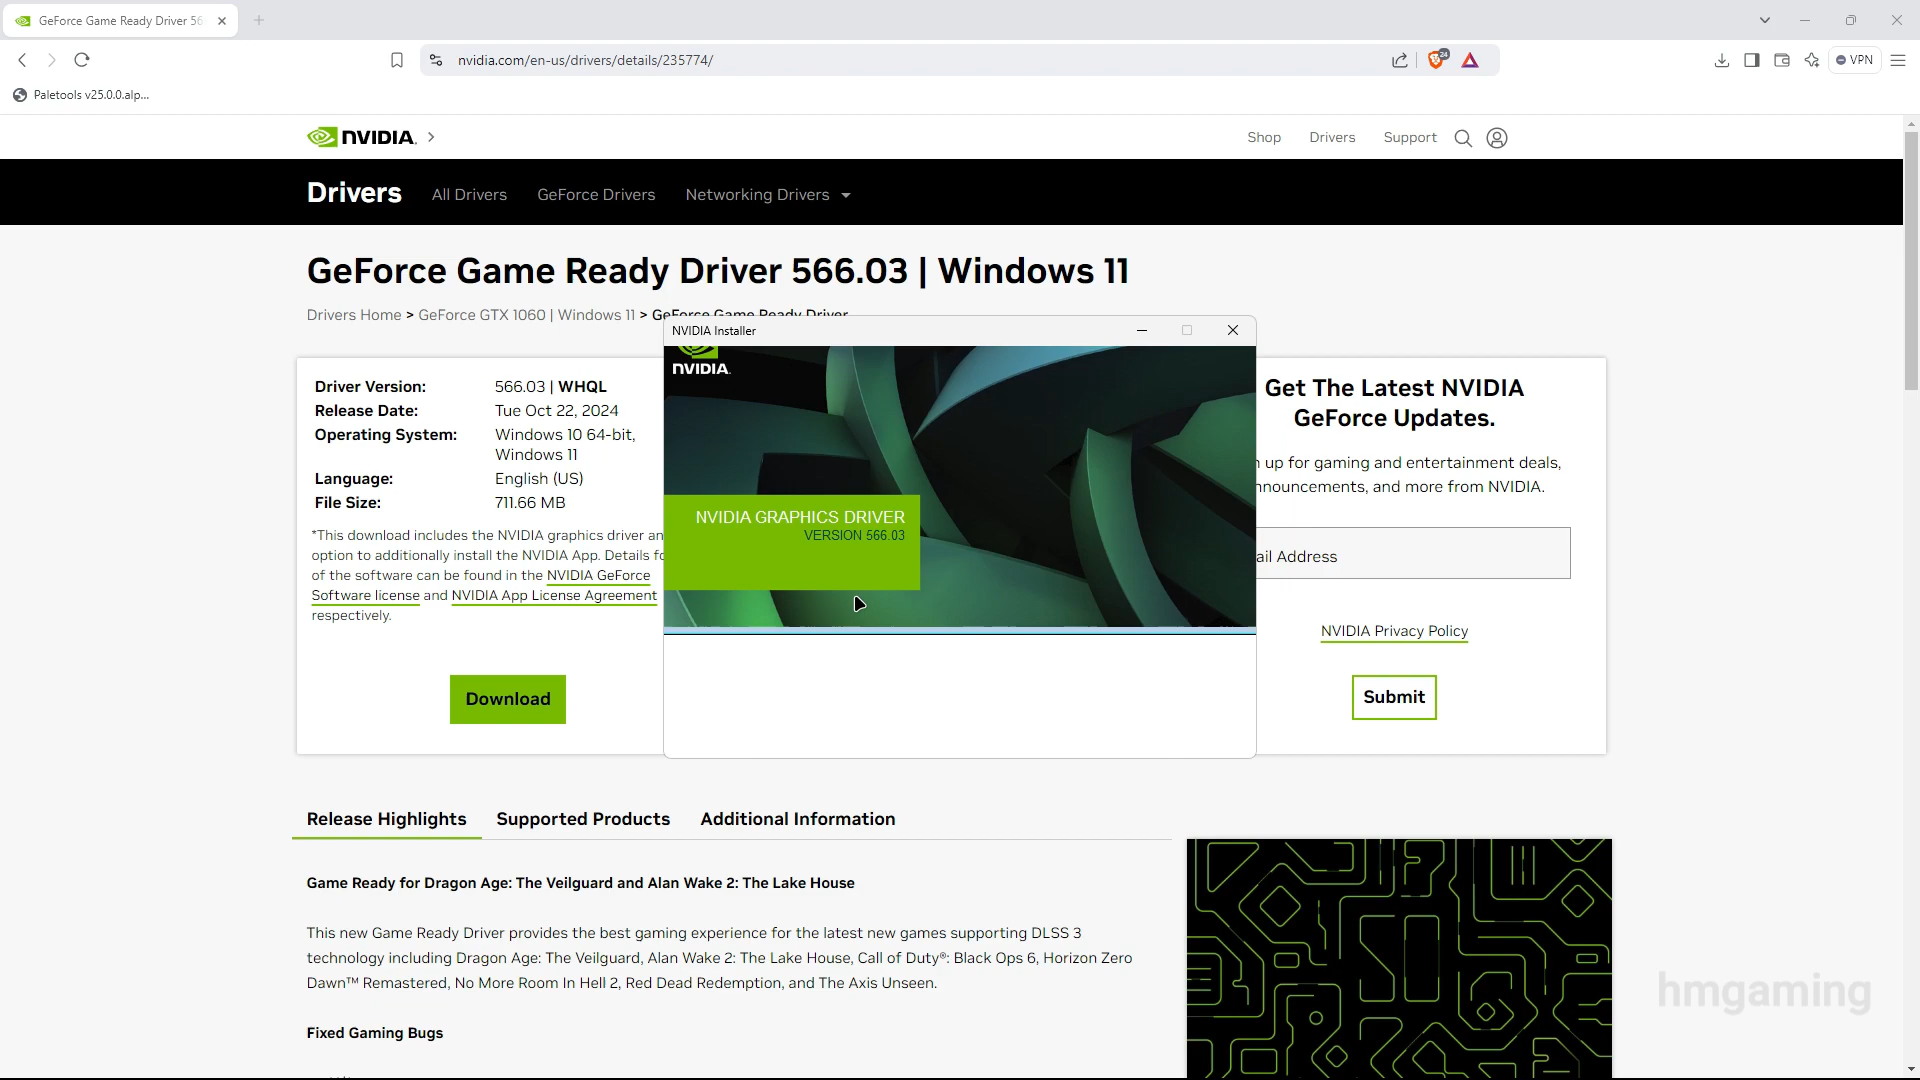 GeForce Game Ready Driver 56
nvidia.com/en-us/drivers/details/235774/
24
VPN
Paletools v25.0.0.alp...
NVIDIA.
Shop
Drivers
Support
Drivers
All Drivers
GeForce Drivers
Networking Drivers
GeForce Game Ready Driver 566.03 | Windows 11
Drivers Home > GeForce GTX 1060 | Windows 11 > GeForce Game Ready Driver
NVIDIA Installer
NVIDIA.
NVIDIA GRAPHICS DRIVER
VERSION 566.03
Driver Version: 566.03 | WHQL
Release Date: Tue Oct 22, 2024
Operating System: Windows 10 64-bit,
Windows 11
Language: English (US)
File Size: 711.66 MB
*This download includes the NVIDIA graphics driver an
option to additionally install the NVIDIA App. Details fo
of the software can be found in the NVIDIA GeForce
Software license and NVIDIA App License Agreement
respectively.
Download
Get The Latest NVIDIA
GeForce Updates.
up for gaming and entertainment deals,
nnouncements, and more from NVIDIA.
ail Address
NVIDIA Privacy Policy
Submit
Release Highlights
Supported Products
Additional Information
Game Ready for Dragon Age: The Veilguard and Alan Wake 2: The Lake House
This new Game Ready Driver provides the best gaming experience for the latest new games supporting DLSS 3
technology including Dragon Age: The Veilguard, Alan Wake 2: The Lake House, Call of Duty®: Black Ops 6, Horizon Zero
Dawn™ Remastered, No More Room In Hell 2, Red Dead Redemption, and The Axis Unseen.
Fixed Gaming Bugs
hmgaming